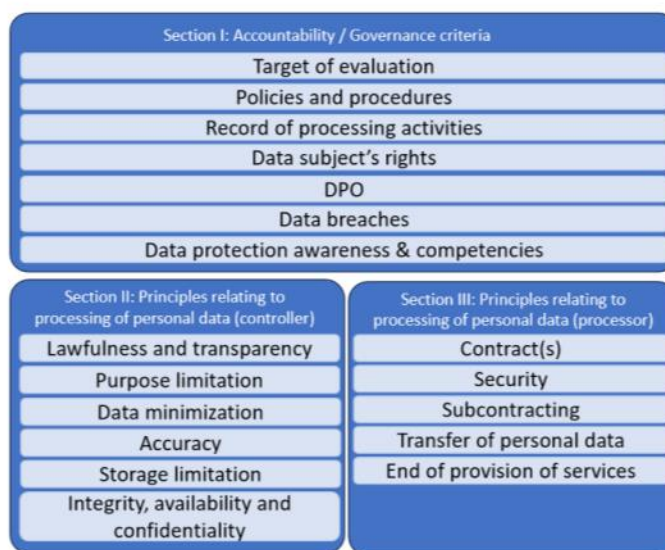 Section I: Accountability / Governance criteria
Target of evaluation
Policies and procedures
Record of processing activities
Data subject's rights
DPO
Data breaches
Data protection awareness & competencies
Section II: Principles relating to
processing of personal data (controller)
Lawfulness and transparency
Purpose limitation
Data minimization
Accuracy
Storage limitation
Integrity, availability and
confidentiality
Section III: Principles relating to
processing of personal data (processor)
Contract(s)
Security
Subcontracting
Transfer of personal data
End of provision of services